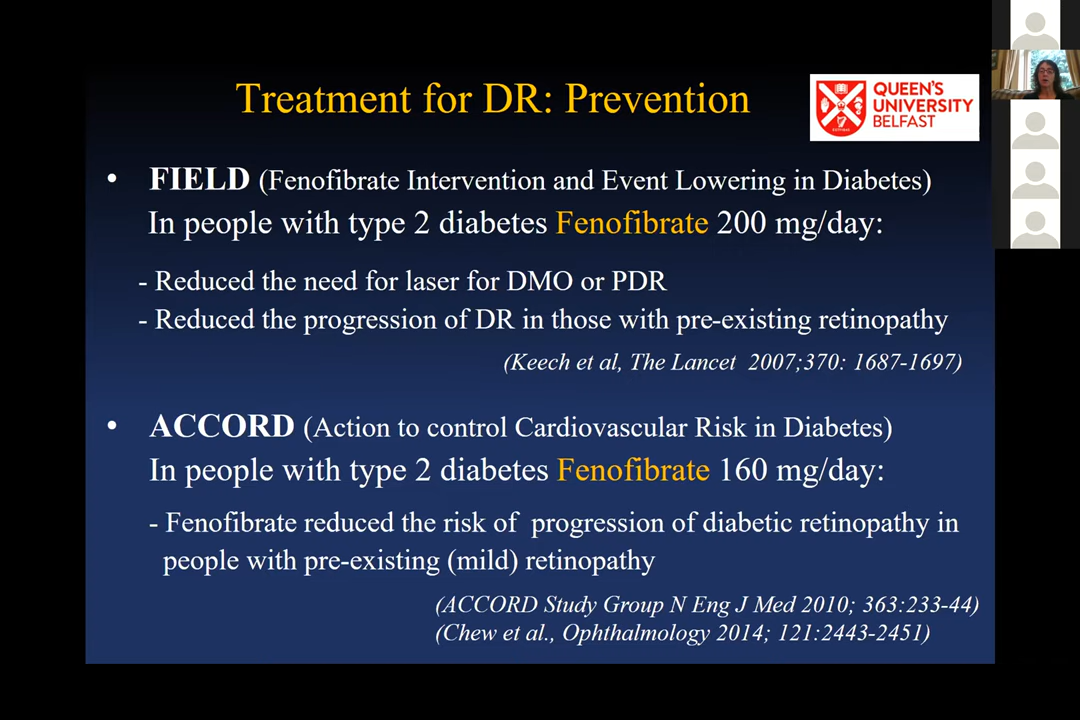 Treatment for DR: Prevention
QUEEN'S
UNIVERSITY
BELFAST
• FIELD (Fenofibrate Intervention and Event Lowering in Diabetes)
In people with type 2 diabetes Fenofibrate 200 mg/day:
- Reduced the need for laser for DMO or PDR
- Reduced the progression of DR in those with pre-existing retinopathy
(Keech et al, The Lancet 2007;370: 1687-1697)
• ACCORD (Action to control Cardiovascular Risk in Diabetes)
In people with type 2 diabetes Fenofibrate 160 mg/day:
- Fenofibrate reduced the risk of progression of diabetic retinopathy in
people with pre-existing (mild) retinopathy
(ACCORD Study Group N Eng J Med 2010; 363:233-44)
(Chew et al., Ophthalmology 2014; 121:2443-2451)